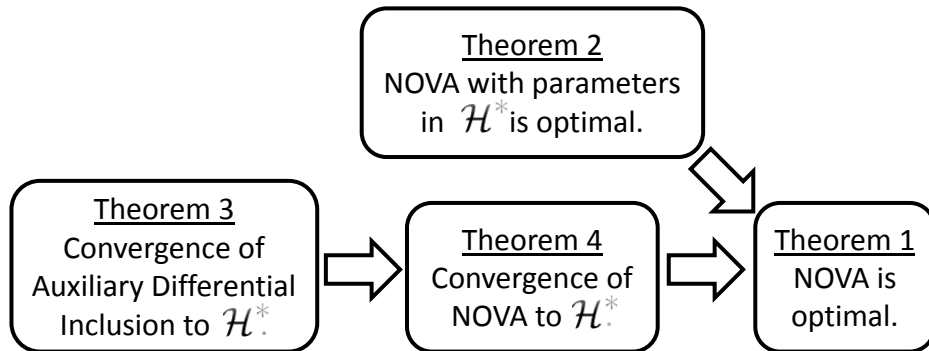 Theorem 2
NOVA with parameters
in ℋ* is optimal.
Theorem 3
Convergence of
Auxiliary Differential
Inclusion to ℋ*.
Theorem 4
Convergence of
NOVA to ℋ*.
Theorem 1
NOVA is
optimal.